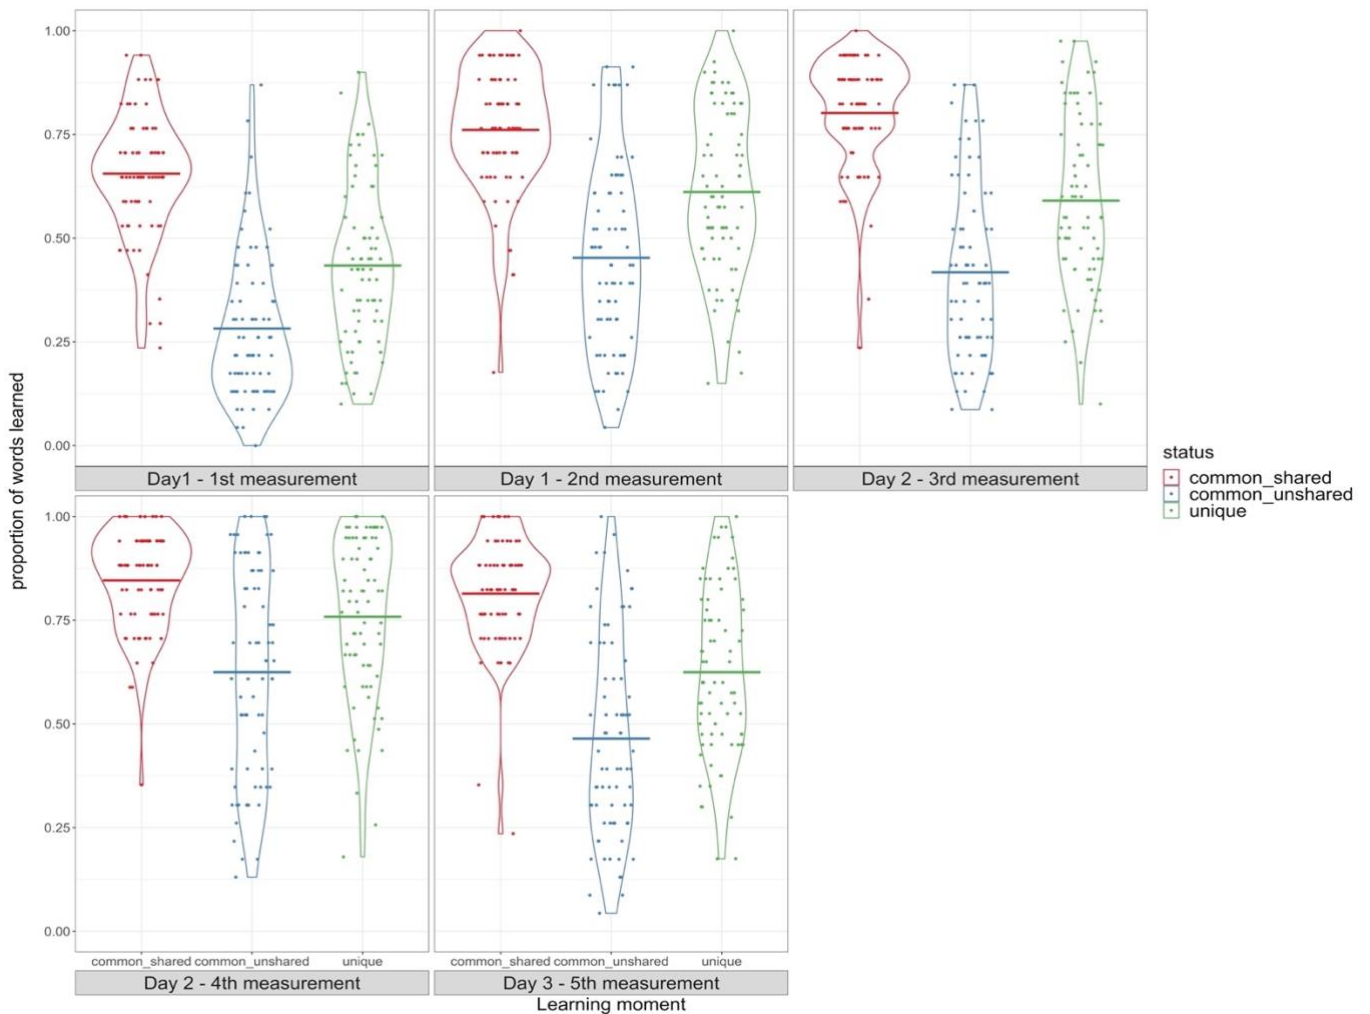 proportion of words learned
1.00
0.75
0.50
0.25
0.00
Day1 - 1st measurement
Day 1 - 2nd measurement
Day 2 - 3rd measurement
status
common_shared
common_unshared
unique
1.00
0.75
0.50
0.25
0.00
common_shared common_unshared unique
common_shared common_unshared unique
Day 2 - 4th measurement
Day 3 - 5th measurement
Learning moment